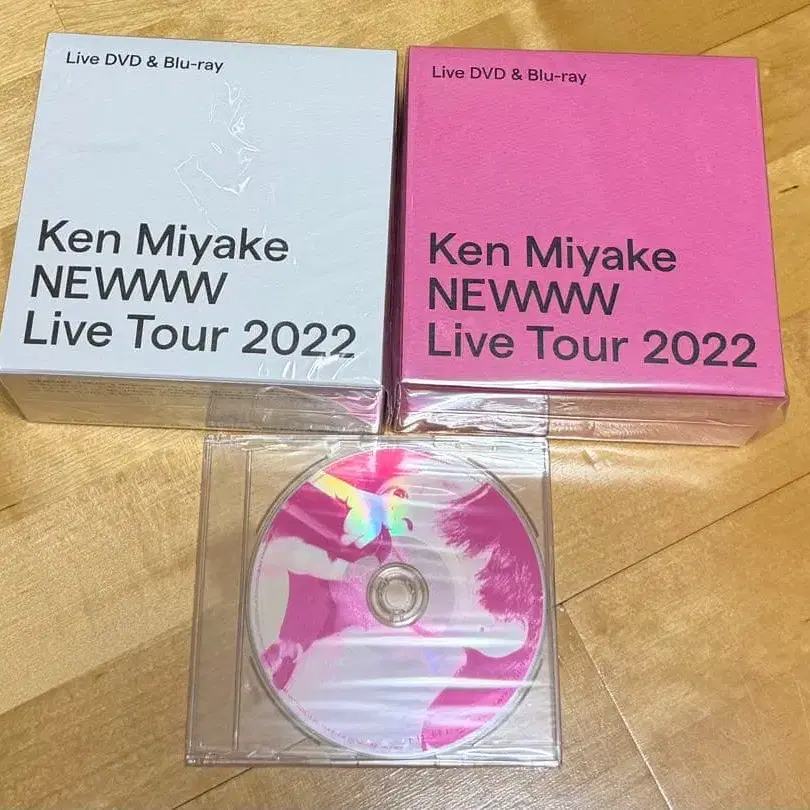 Live DVD & Blu-ray
Ken Miyake
NEWWW
Live Tour 2022
Live DVD & Blu-ray
Ken Miyake
NEWWW
Live Tour 2022